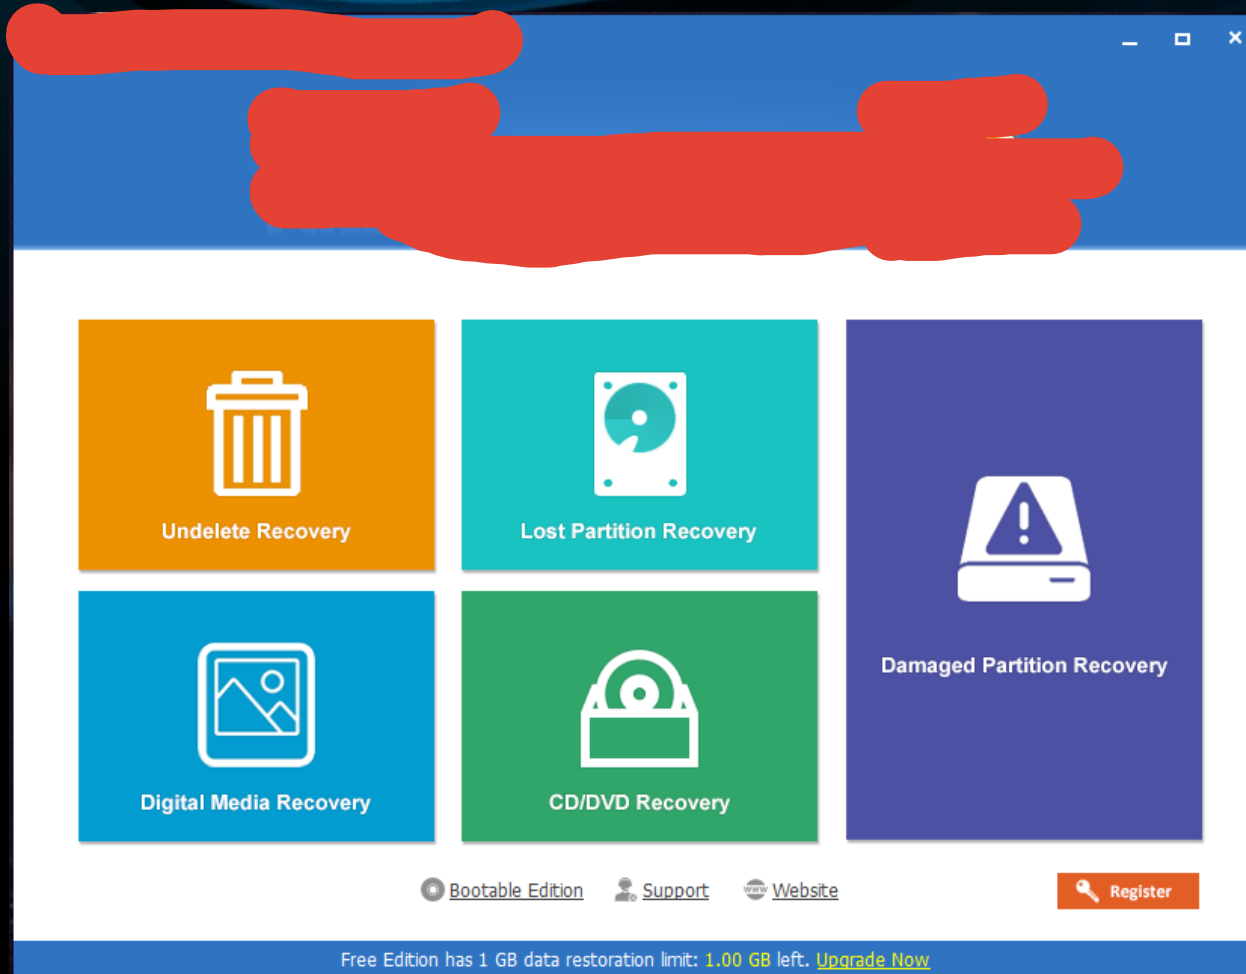 Undelete Recovery
Lost Partition Recovery
Damaged Partition Recovery
Digital Media Recovery
CD/DVD Recovery
Bootable Edition
Support
www
Website
Register
Free Edition has 1 GB data restoration limit: 1.00 GB left. Upgrade Now